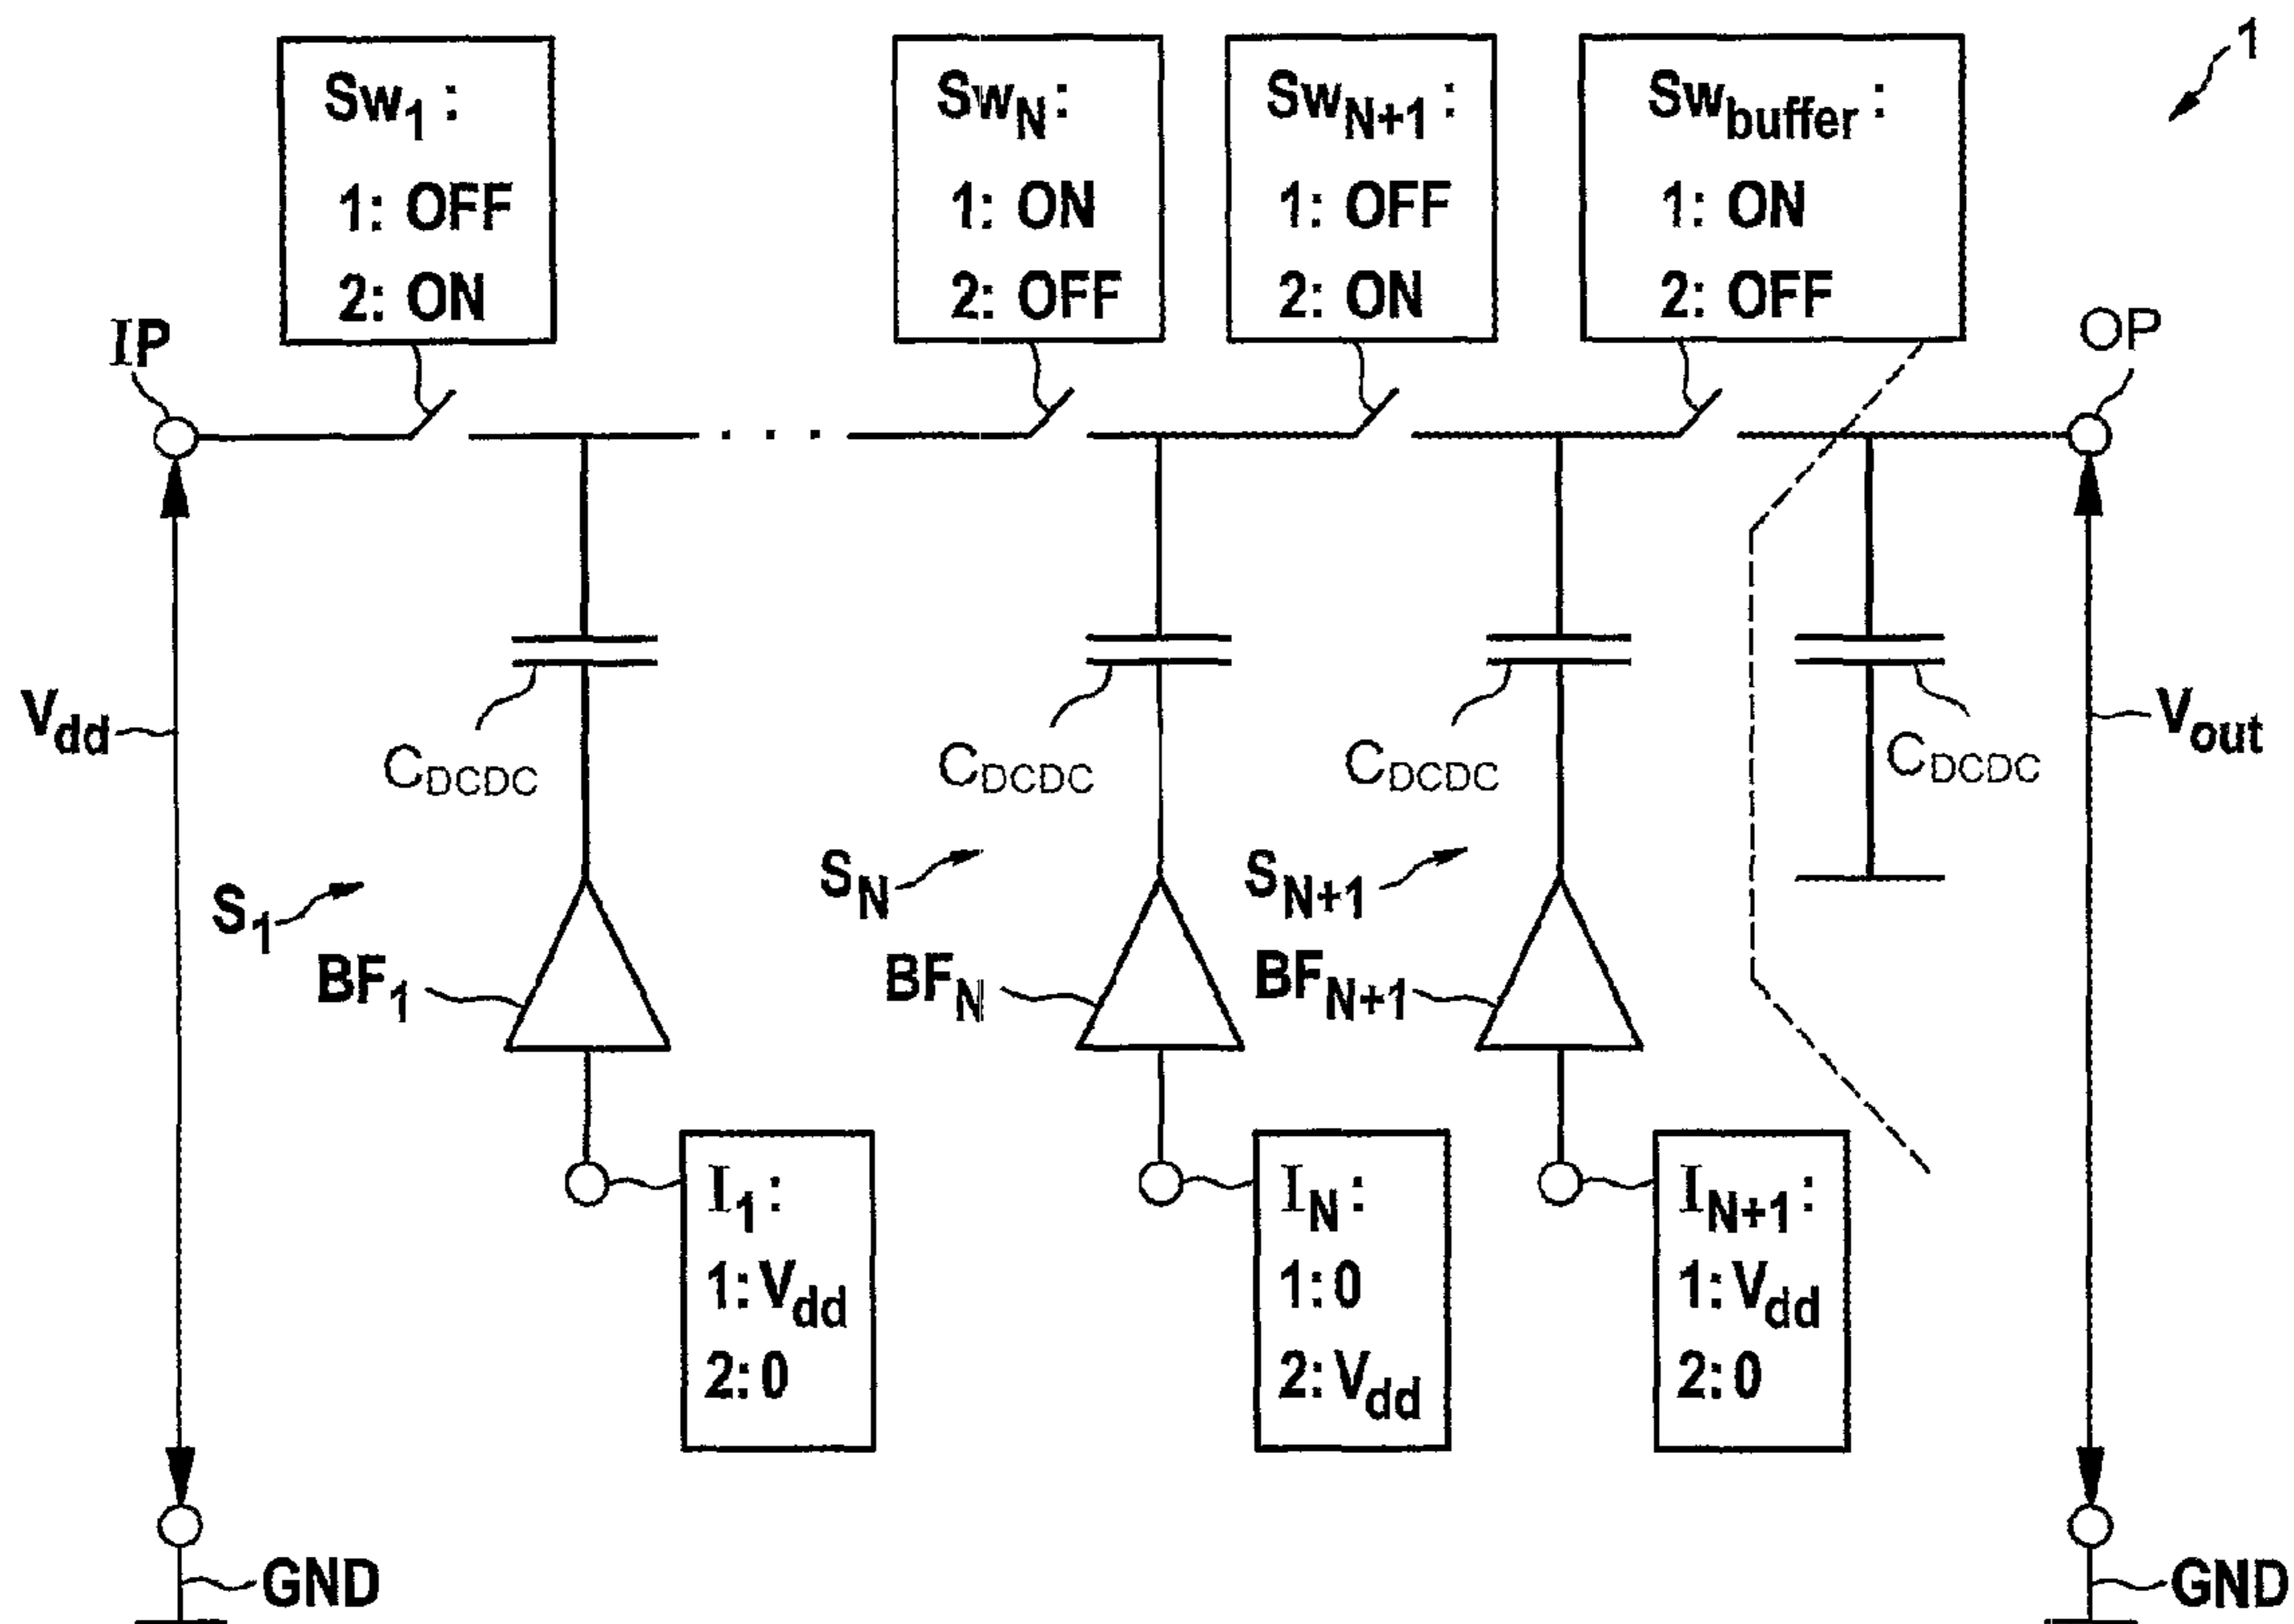 1
Sw1 :
1: OFF
2: ON
SwN:
1: ON
2: OFF
SwN+1:
1: OFF
2: ON
Swbuffer :
1: ON
2: OFF
IP
OP
Vdd
CDCDC
CDCDC
CDCDC
CDCDC
Vout
S1
SN
SN+1
BF1
BFN
BFN+1
I1:
1: Vdd
2: 0
IN:
1: 0
2: Vdd
IN+1:
1: Vdd
2: 0
GND
GND